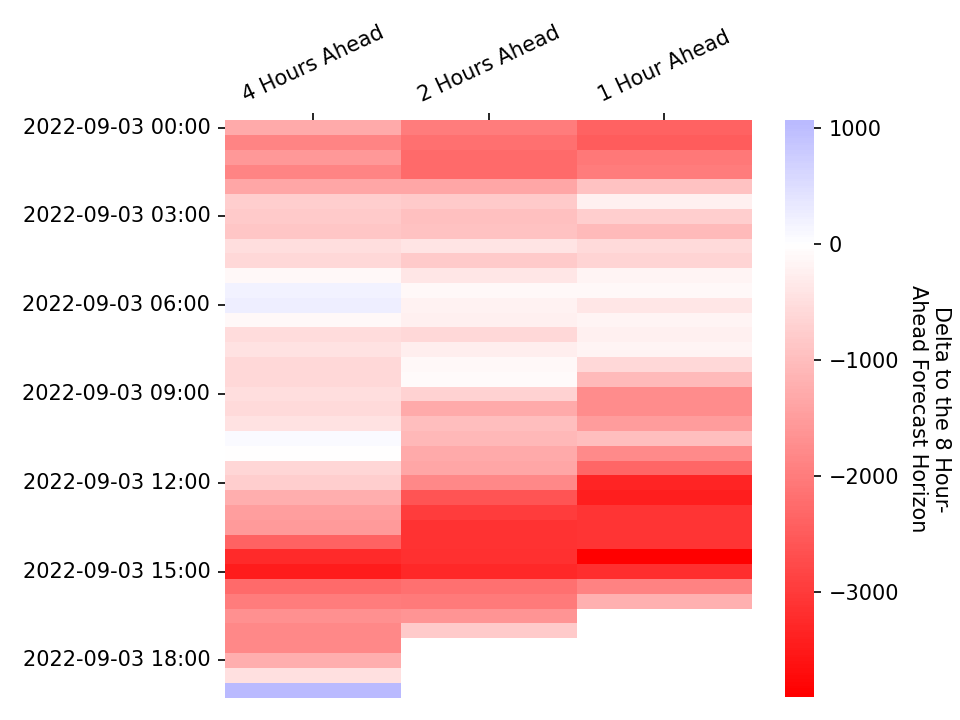 4 Hours Ahead
2 Hours Ahead
1 Hour Ahead
2022-09-03 00:00
2022-09-03 03:00
2022-09-03 06:00
2022-09-03 09:00
2022-09-03 12:00
2022-09-03 15:00
2022-09-03 18:00
1000
0
−1000
−2000
−3000
Delta to the 8 Hour-
Ahead Forecast Horizon